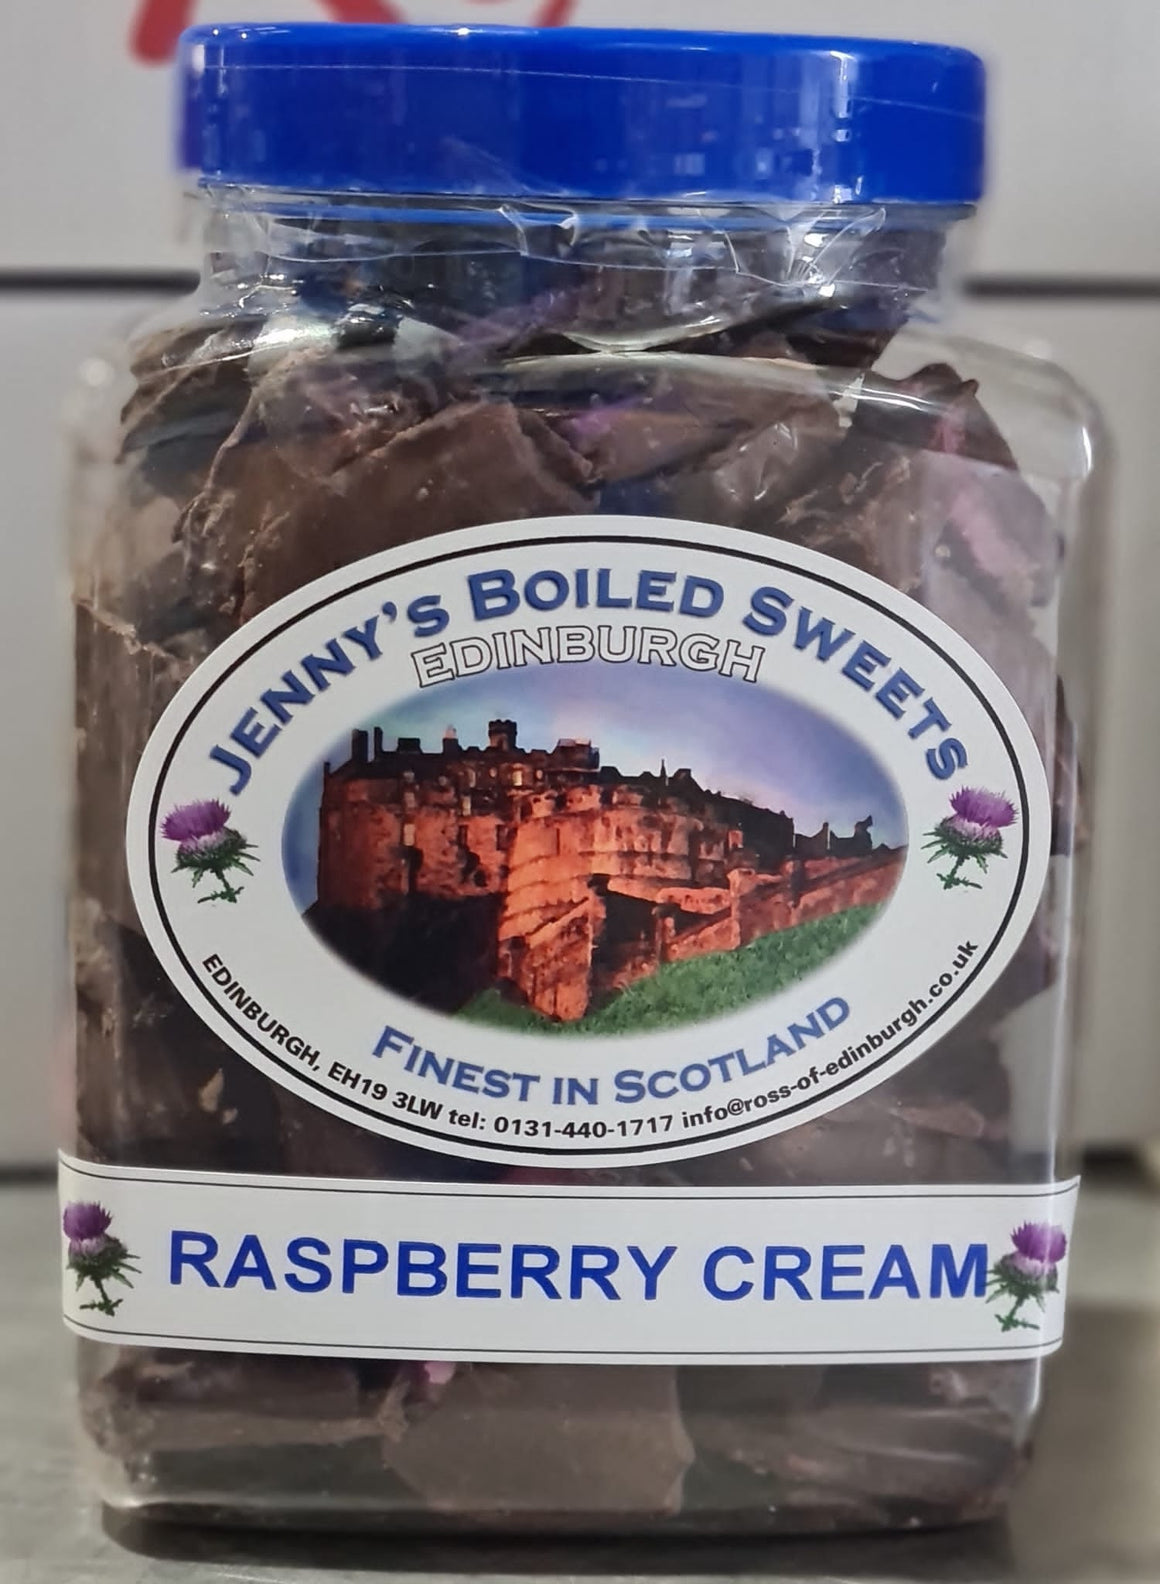 JENNY'S BOILED SWEETS
EDINBURGH
FINEST IN SCOTLAND
EDINBURGH, EH19 3LW tel: 0131-440-1717 info@ross-of-edinburgh.co.uk
RASPBERRY CREAM